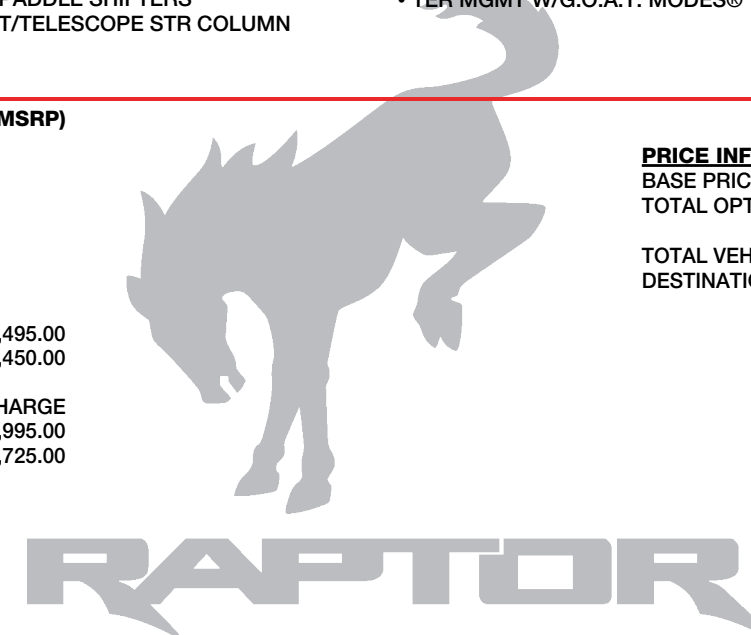 PADDLE SHIFTERS
T/TELESCOPE STR COLUMN
• TER MGMT W/G.O.A.T. MODES®
MSRP)
,495.00
,450.00
HARGE
,995.00
,725.00
PRICE INF
BASE PRIC
TOTAL OPT
TOTAL VEH
DESTINATIO
RAPTOR